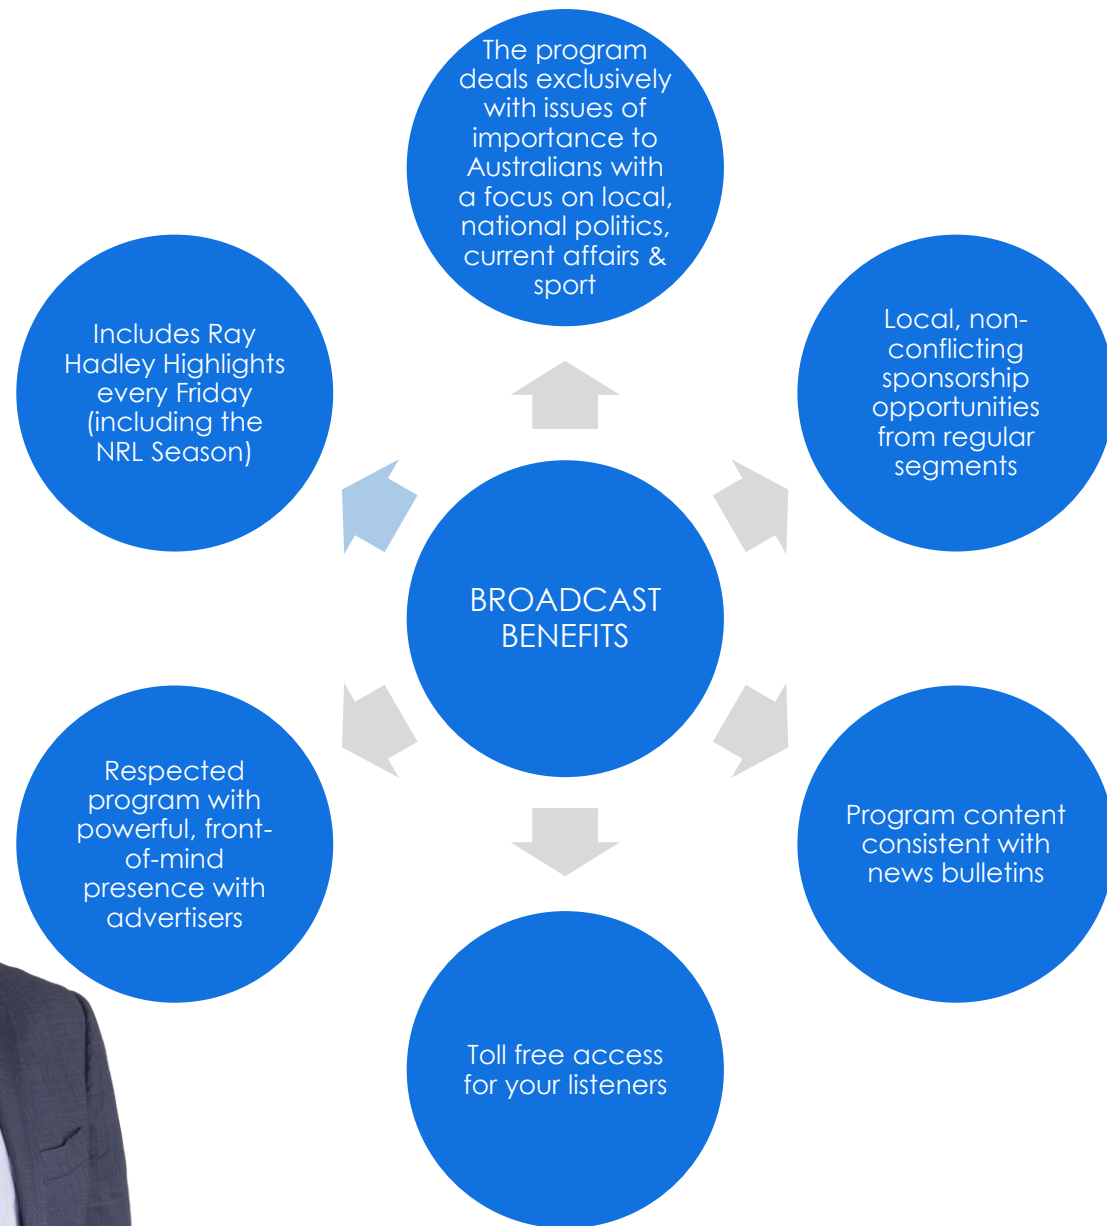 The program
deals exclusively
with issues of
importance to
Australians with
a focus on local,
national politics,
current affairs &
sport
Local, non-
conflicting
sponsorship
opportunities
from regular
segments
Program content
consistent with
news bulletins
Toll free access
for your listeners
Respected
program with
powerful, front-
of-mind
presence with
advertisers
Includes Ray
Hadley Highlights
every Friday
(including the
NRL Season)
BROADCAST
BENEFITS